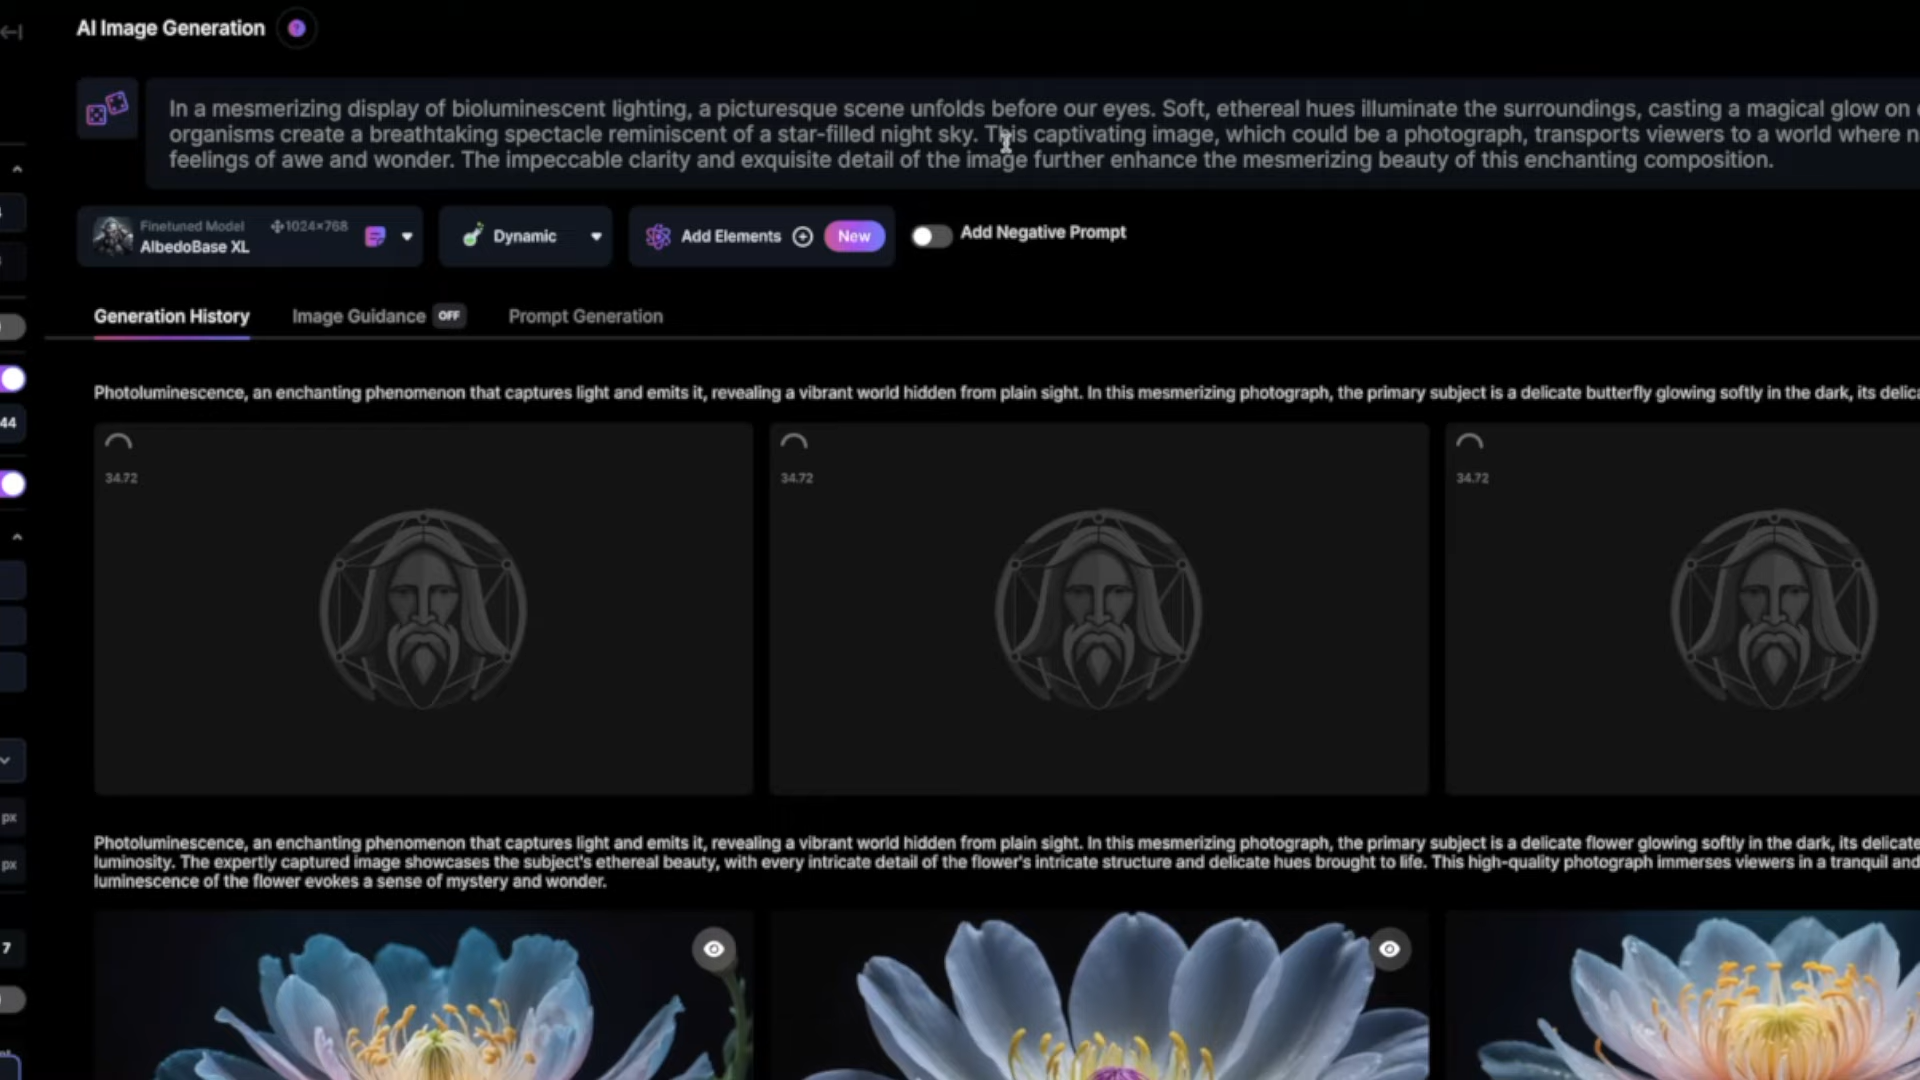 AI Image Generation
In a mesmerizing display of bioluminescent lighting, a picturesque scene unfolds before our eyes. Soft, ethereal hues illuminate the surroundings, casting a magical glow on
organisms create a breathtaking spectacle reminiscent of a star-filled night sky. This captivating image, which could be a photograph, transports viewers to a world where n
feelings of awe and wonder. The impeccable clarity and exquisite detail of the image further enhance the mesmerizing beauty of this enchanting composition.
Finetuned Model 1024×768
AlbedoBase XL
Dynamic
Add Elements New
Add Negative Prompt
Generation History Image Guidance OFF Prompt Generation
Photoluminescence, an enchanting phenomenon that captures light and emits it, revealing a vibrant world hidden from plain sight. In this mesmerizing photograph, the primary subject is a delicate butterfly glowing softly in the dark, its delica
44
34.72 34.72 34.72
px
Photoluminescence, an enchanting phenomenon that captures light and emits it, revealing a vibrant world hidden from plain sight. In this mesmerizing photograph, the primary subject is a delicate flower glowing softly in the dark, its delicate
luminosity. The expertly captured image showcases the subject's ethereal beauty, with every intricate detail of the flower's intricate structure and delicate hues brought to life. This high-quality photograph immerses viewers in a tranquil and
px
luminescence of the flower evokes a sense of mystery and wonder.
7